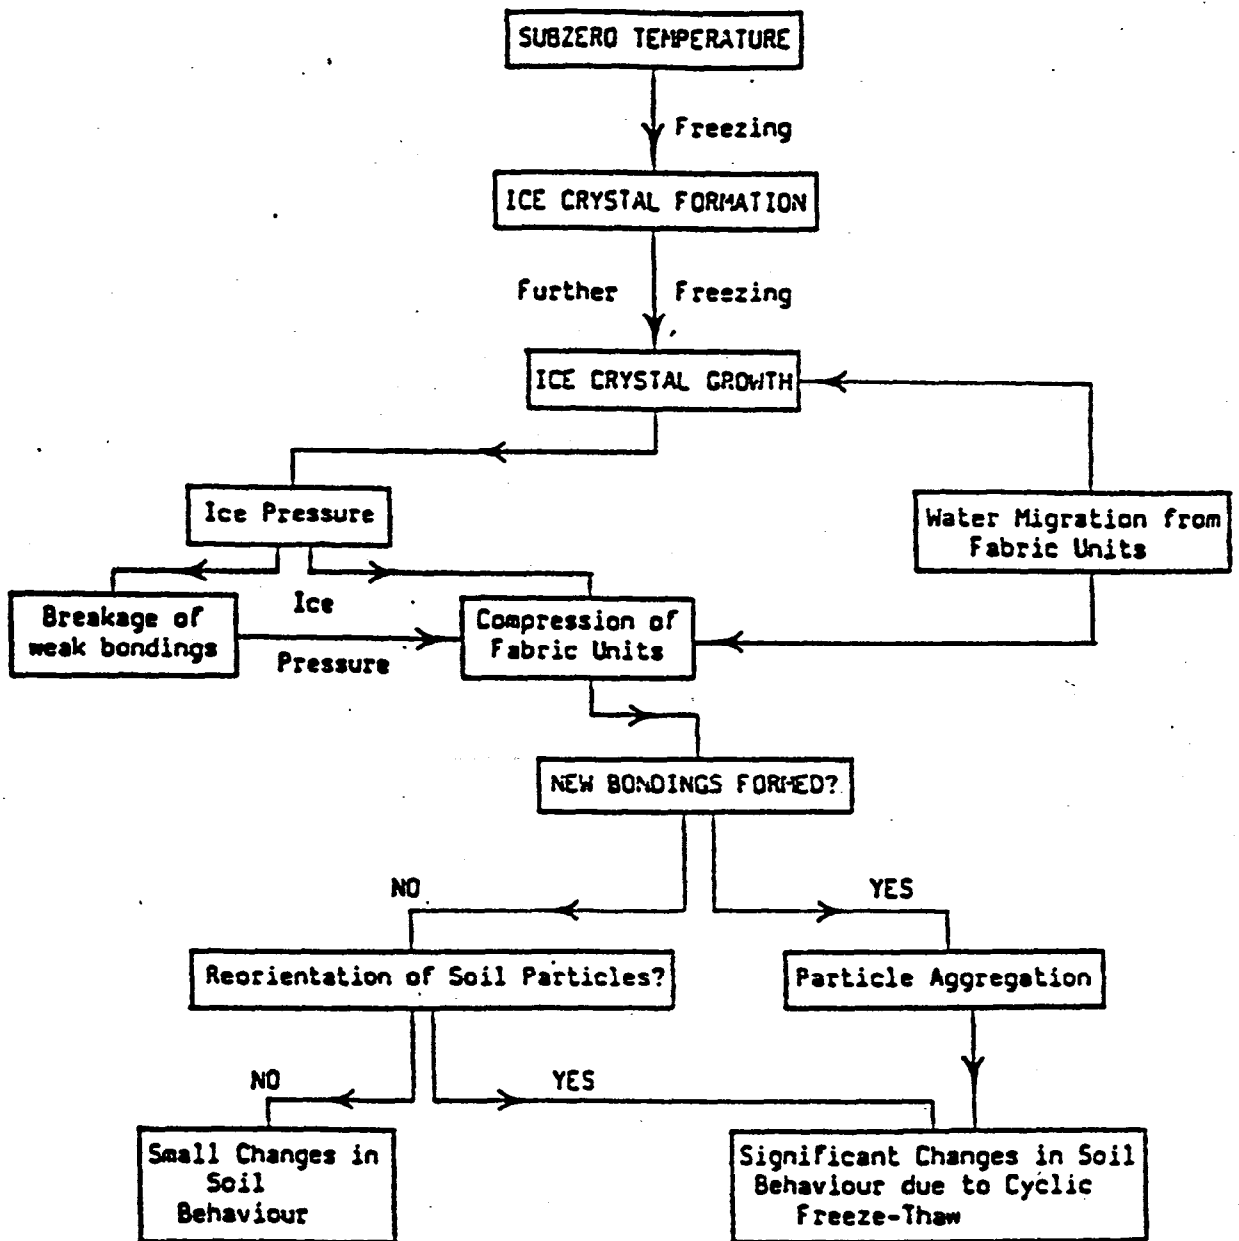 SUBZERO TEMPERATURE
Freezing
ICE CRYSTAL FORMATION
Further Freezing
ICE CRYSTAL GROWTH
Ice Pressure
Water Migration from
Fabric Units
Breakage of
weak bondings
Ice
Pressure
Compression of
Fabric Units
NEW BONDINGS FORMED?
NO
YES
Reorientation of Soil Particles?
Particle Aggregation
NO
YES
Small Changes in
Soil
Behaviour
Significant Changes in Soil
Behaviour due to Cyclic
Freeze-Thaw